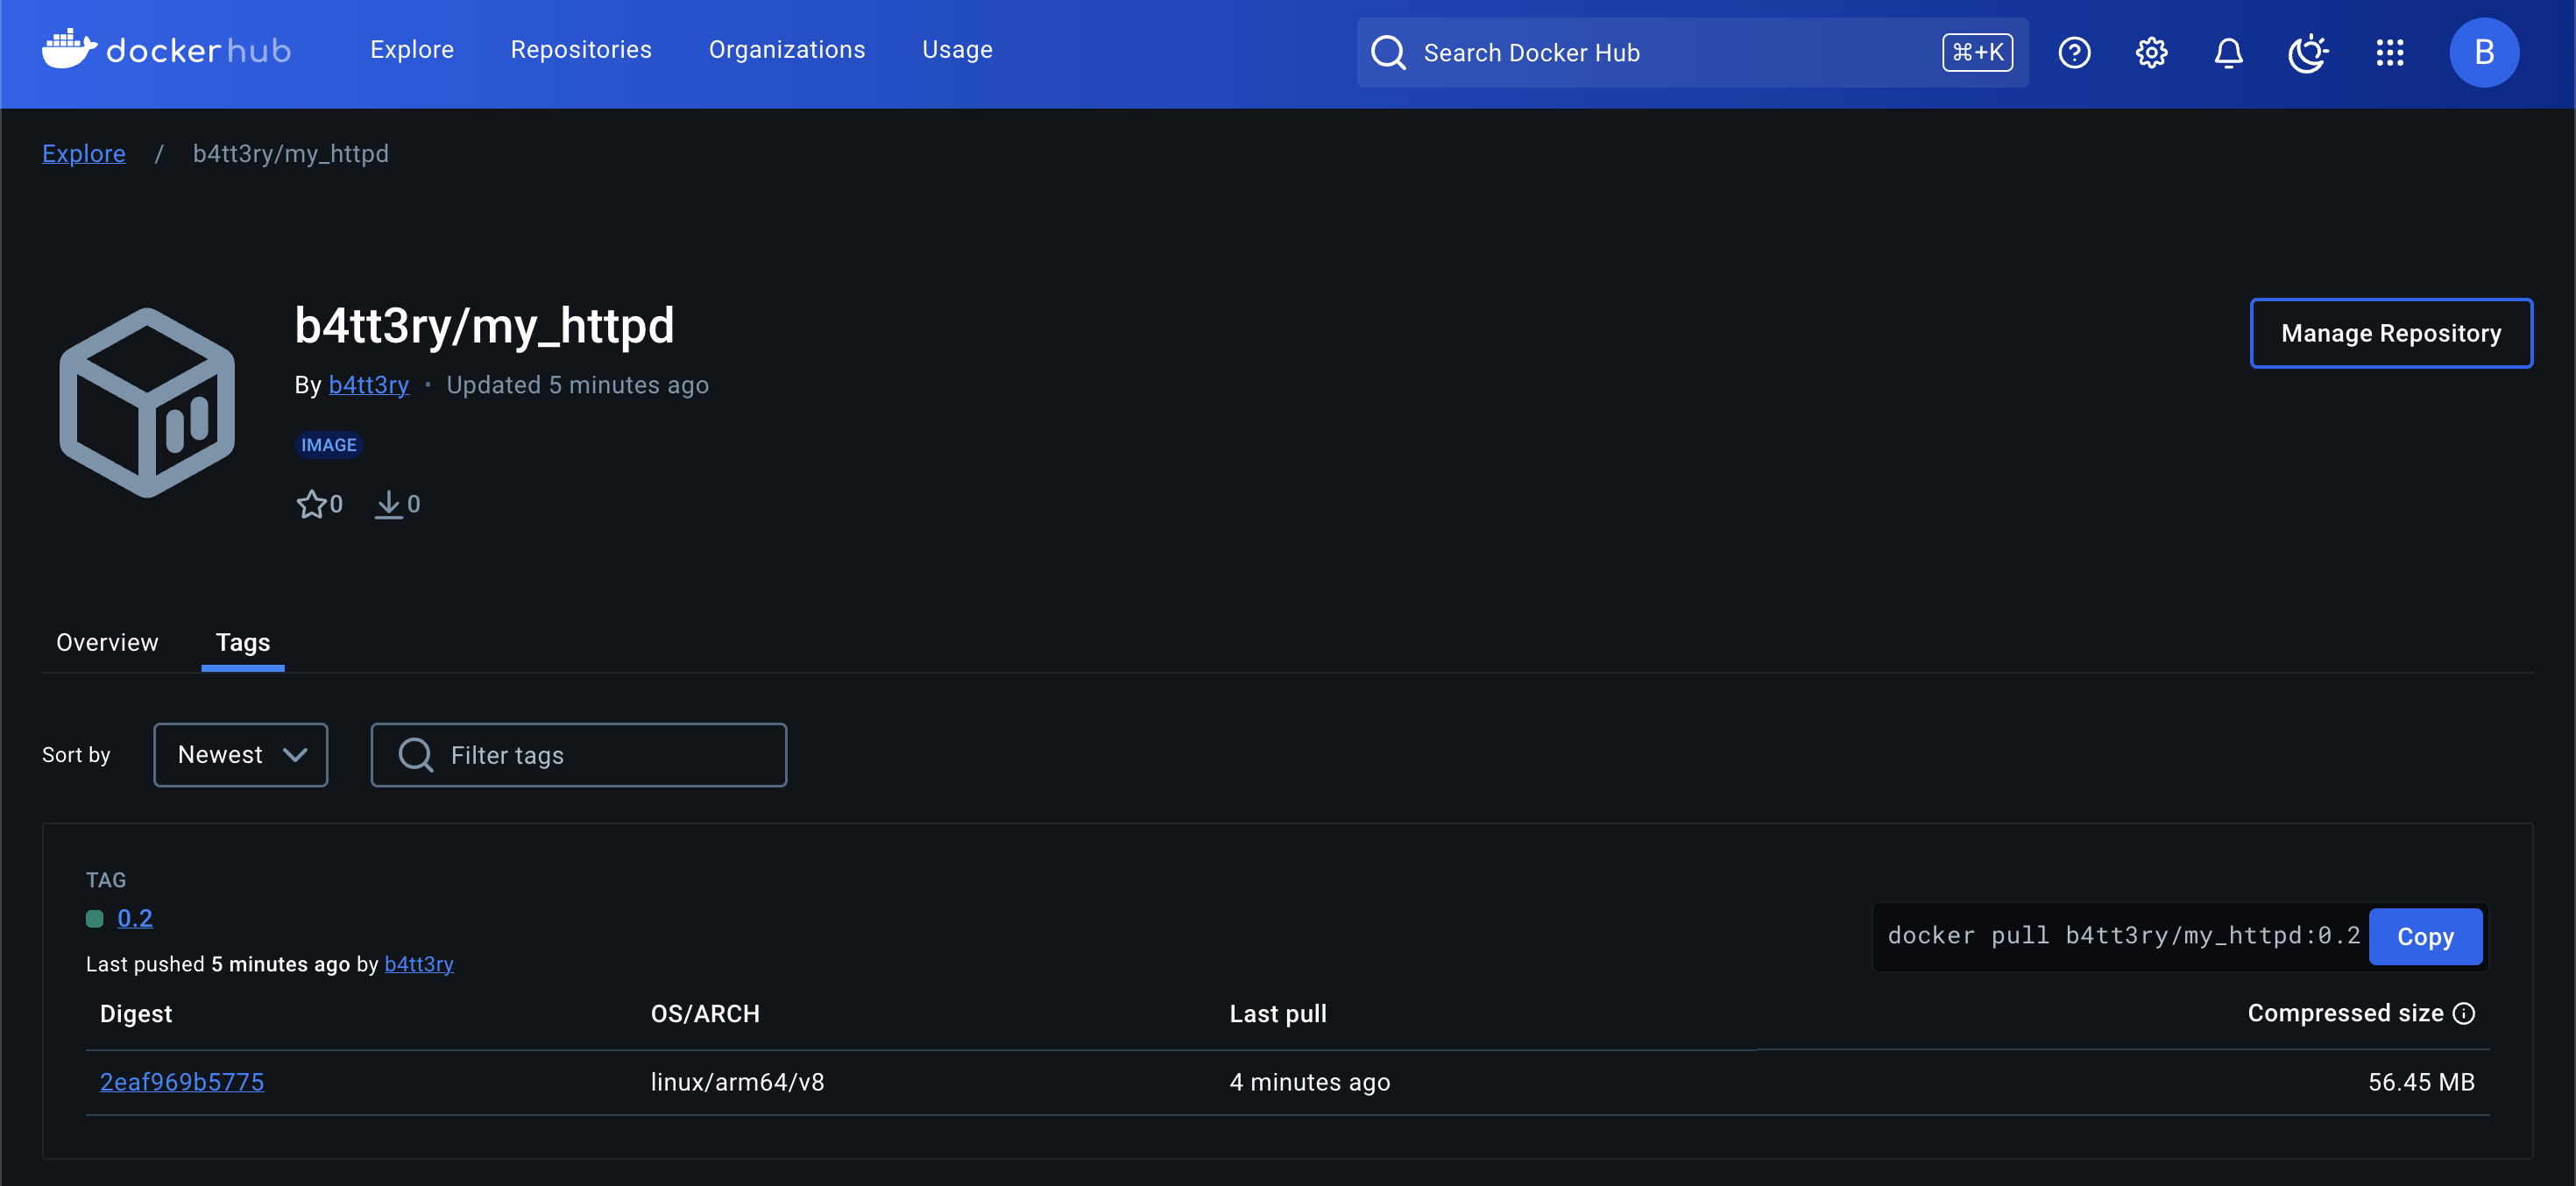 dockerhub Explore Repositories Organizations Usage Search Docker Hub ⌘+K B
Explore / b4tt3ry/my_httpd
b4tt3ry/my_httpd
Manage Repository
By b4tt3ry • Updated 5 minutes ago
IMAGE
0 0
Overview Tags
Sort by Newest Filter tags
TAG
0.2
docker pull b4tt3ry/my_httpd:0.2 Copy
Last pushed 5 minutes ago by b4tt3ry
Digest OS/ARCH Last pull Compressed size
2eaf969b5775 linux/arm64/v8 4 minutes ago 56.45 MB